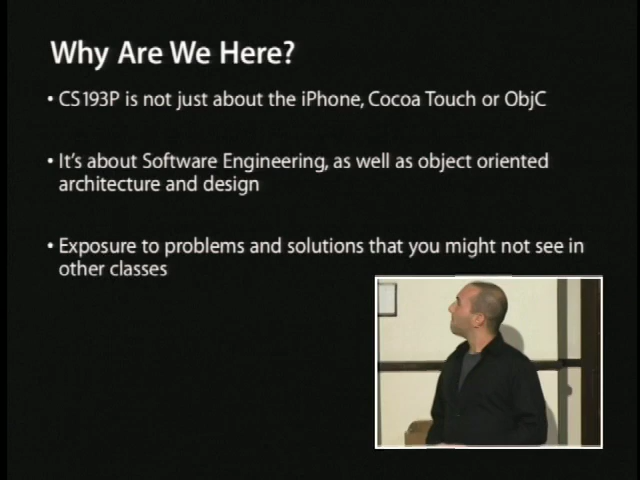 Why Are We Here?
• CS193P is not just about the iPhone, Cocoa Touch or ObjC
• It's about Software Engineering, as well as object oriented
architecture and design
• Exposure to problems and solutions that you might not see in
other classes